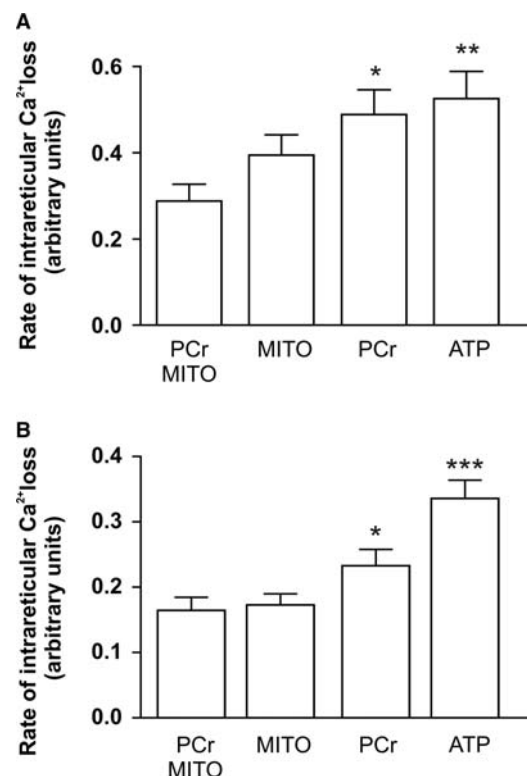 A
Rate of intrareticular Ca²⁺loss
(arbitrary units)
0.6
0.4
0.2
0.0
*
**
PCr
MITO
MITO
PCr
ATP
B
Rate of intrareticular Ca²⁺loss
(arbitrary units)
0.4
0.3
0.2
0.1
0.0
*
***
PCr
MITO
MITO
PCr
ATP